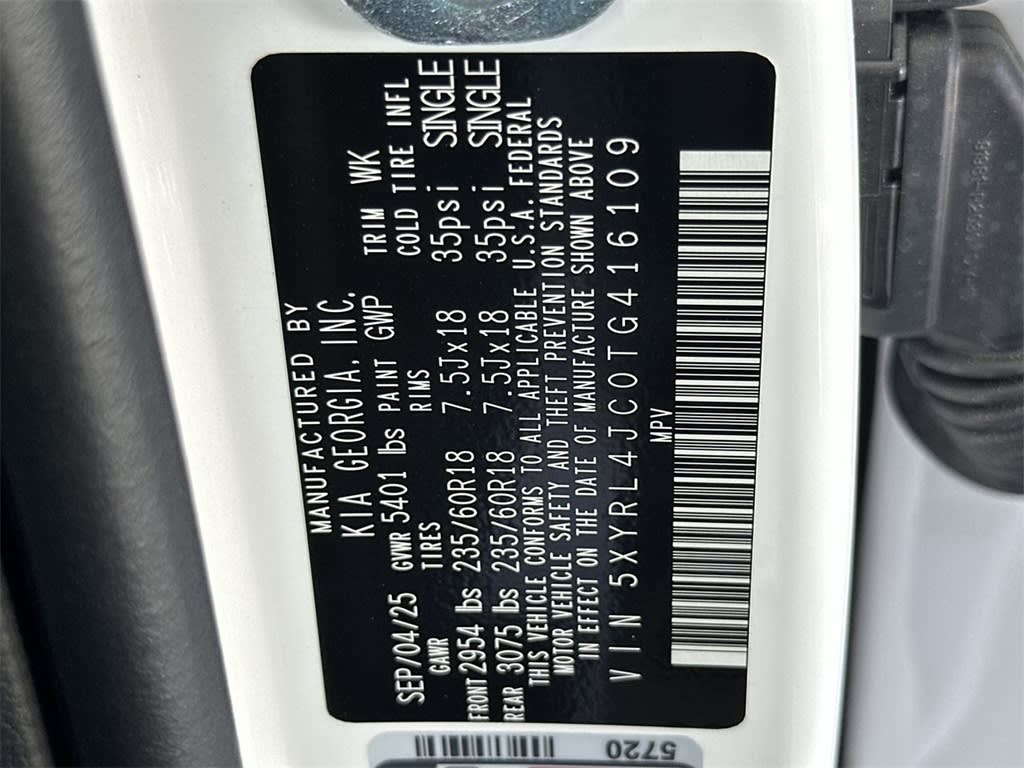 MANUFACTURED BY
KIA GEORGIA, INC.
SEP/04/25 GVWR 5401 lbs PAINT GWP TRIM WK
GAWR TIRES RIMS COLD TIRE INFL
FRONT 2954 lbs 235/60R18 7.5Jx18 35psi SINGLE
REAR 3075 lbs 235/60R18 7.5Jx18 35psi SINGLE
THIS VEHICLE CONFORMS TO ALL APPLICABLE U.S.A. FEDERAL
MOTOR VEHICLE SAFETY AND THEFT PREVENTION STANDARDS
IN EFFECT ON THE DATE OF MANUFACTURE SHOWN ABOVE
VIN 5XYRL4JC0TG416109
MPV
5720